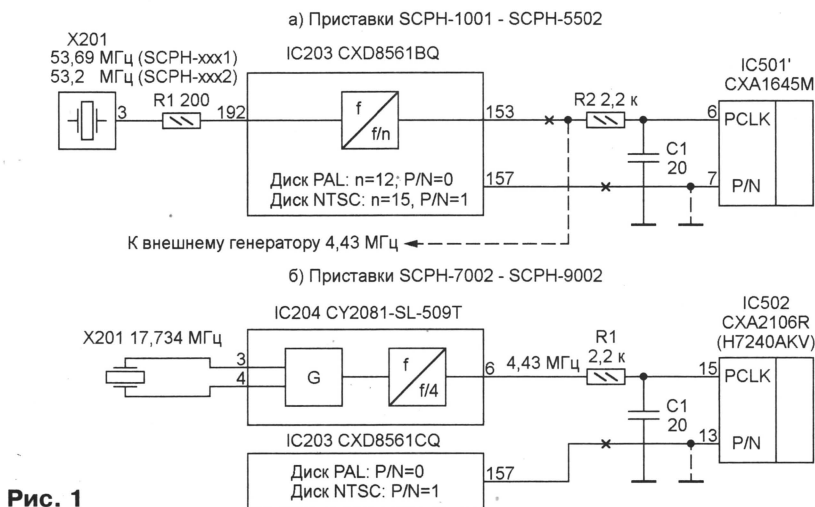 а) Приставки SCPH-1001 - SCPH-5502
X201
53,69 МГц (SCPH-xxx1)
53,2 МГц (SCPH-xxx2)
IC203 CXD8561BQ
IC501'
CXA1645M
3
R1 200
192
f
f/n
153
R2 2,2 к
6
PCLK
C1
20
Диск PAL: n=12; P/N=0
Диск NTSC: n=15, P/N=1
157
7
P/N
К внешнему генератору 4,43 МГц
б) Приставки SCPH-7002 - SCPH-9002
IC204 CY2081-SL-509T
IC502
CXA2106R
(H7240AKV)
X201 17,734 МГц
3
4
G
f
f/4
6
4,43 МГц
R1
2,2 к
15
PCLK
C1
20
IC203 CXD8561CQ
13
P/N
Диск PAL: P/N=0
Диск NTSC: P/N=1
157
Рис. 1